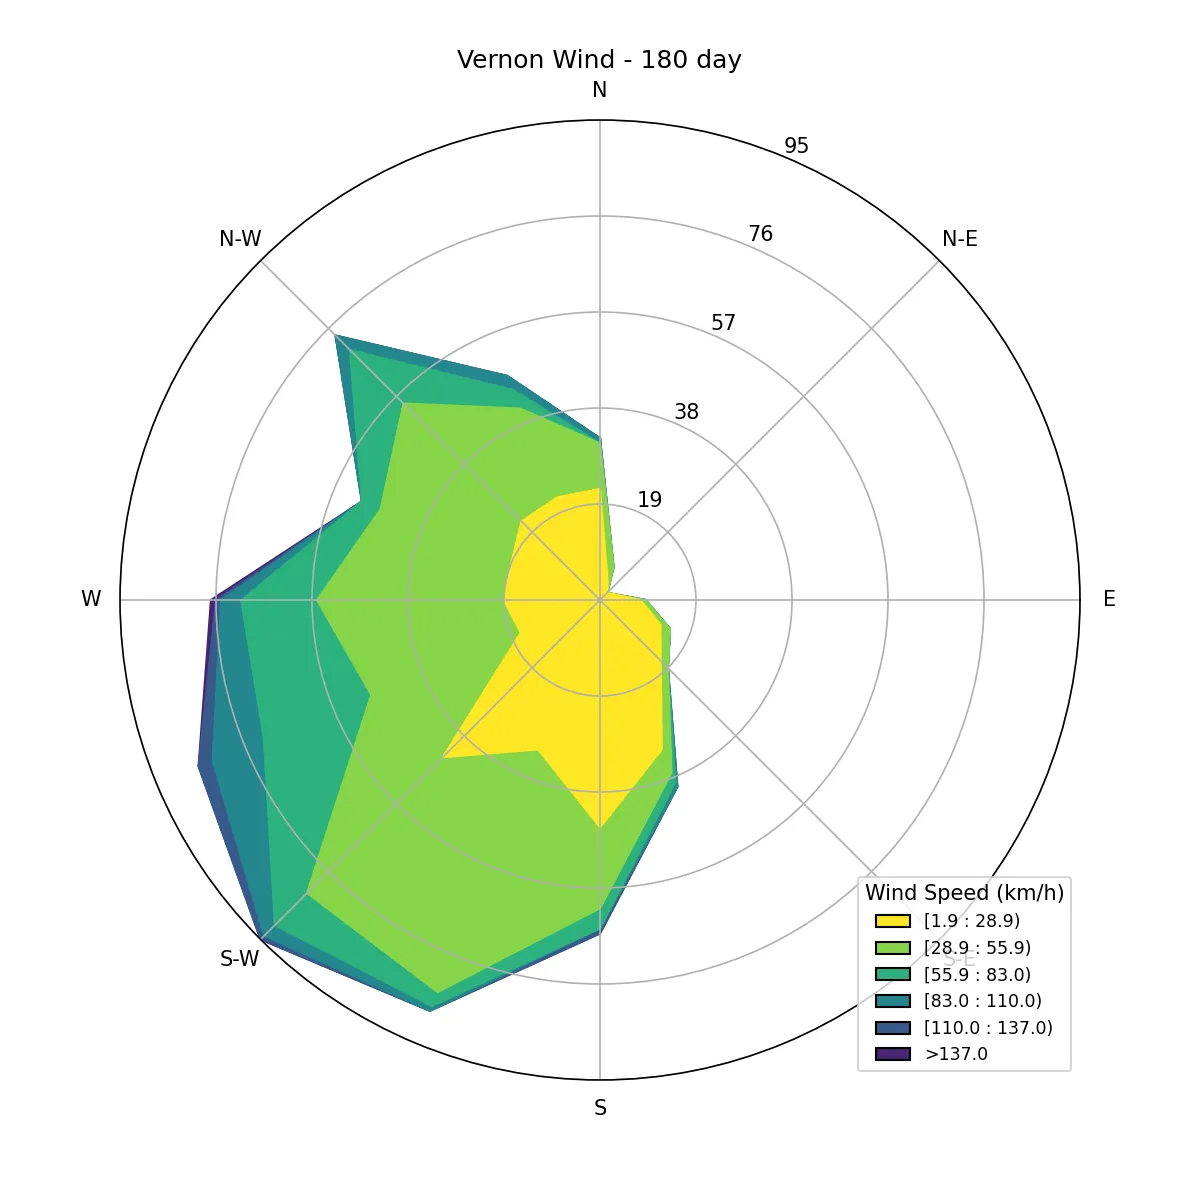 Vernon Wind - 180 day
N
95
N-W
N-E
76
57
38
19
W
E
S-W
S-E
S
Wind Speed (km/h)
[1.9 : 28.9)
[28.9 : 55.9)
[55.9 : 83.0)
[83.0 : 110.0)
[110.0 : 137.0)
>137.0